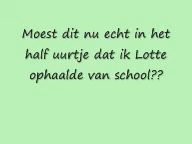 Moest dit nu echt in het
half uurtje dat ik Lotte
ophaalde van school??